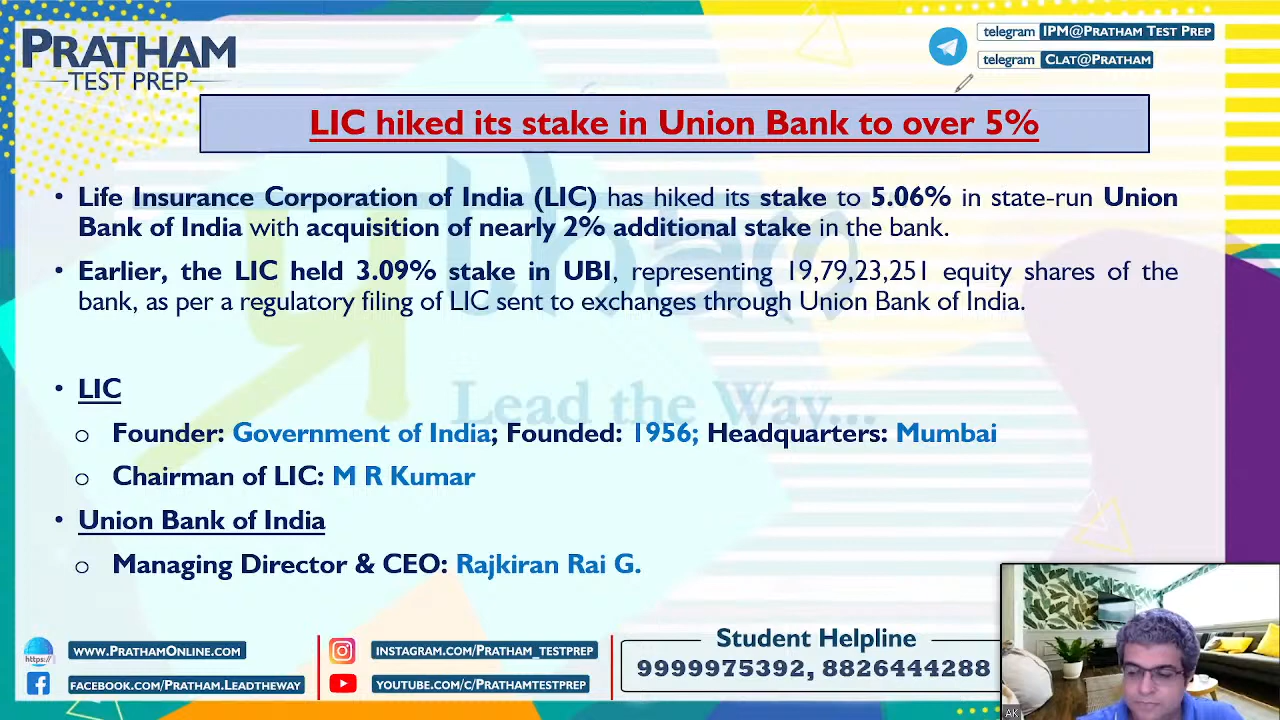 PRATHAM
TEST PREP
telegram IPM@PRATHAM TEST PREP
telegram CLAT@PRATHAM
LIC hiked its stake in Union Bank to over 5%
• Life Insurance Corporation of India (LIC) has hiked its stake to 5.06% in state-run Union
Bank of India with acquisition of nearly 2% additional stake in the bank.
• Earlier, the LIC held 3.09% stake in UBI, representing 19,79,23,251 equity shares of the
bank, as per a regulatory filing of LIC sent to exchanges through Union Bank of India.
Lead the Way...
• LIC
o Founder: Government of India; Founded: 1956; Headquarters: Mumbai
o Chairman of LIC: M R Kumar
• Union Bank of India
o Managing Director & CEO: Rajkiran Rai G.
https://
WWW.PRATHAMONLINE.COM
FACEBOOK.COM/PRATHAM.LEADTHEWAY
INSTAGRAM.COM/PRATHAM_TESTPREP
YOUTUBE.COM/C/PRATHAMTESTPREP
Student Helpline
9999975392, 8826444288
AK